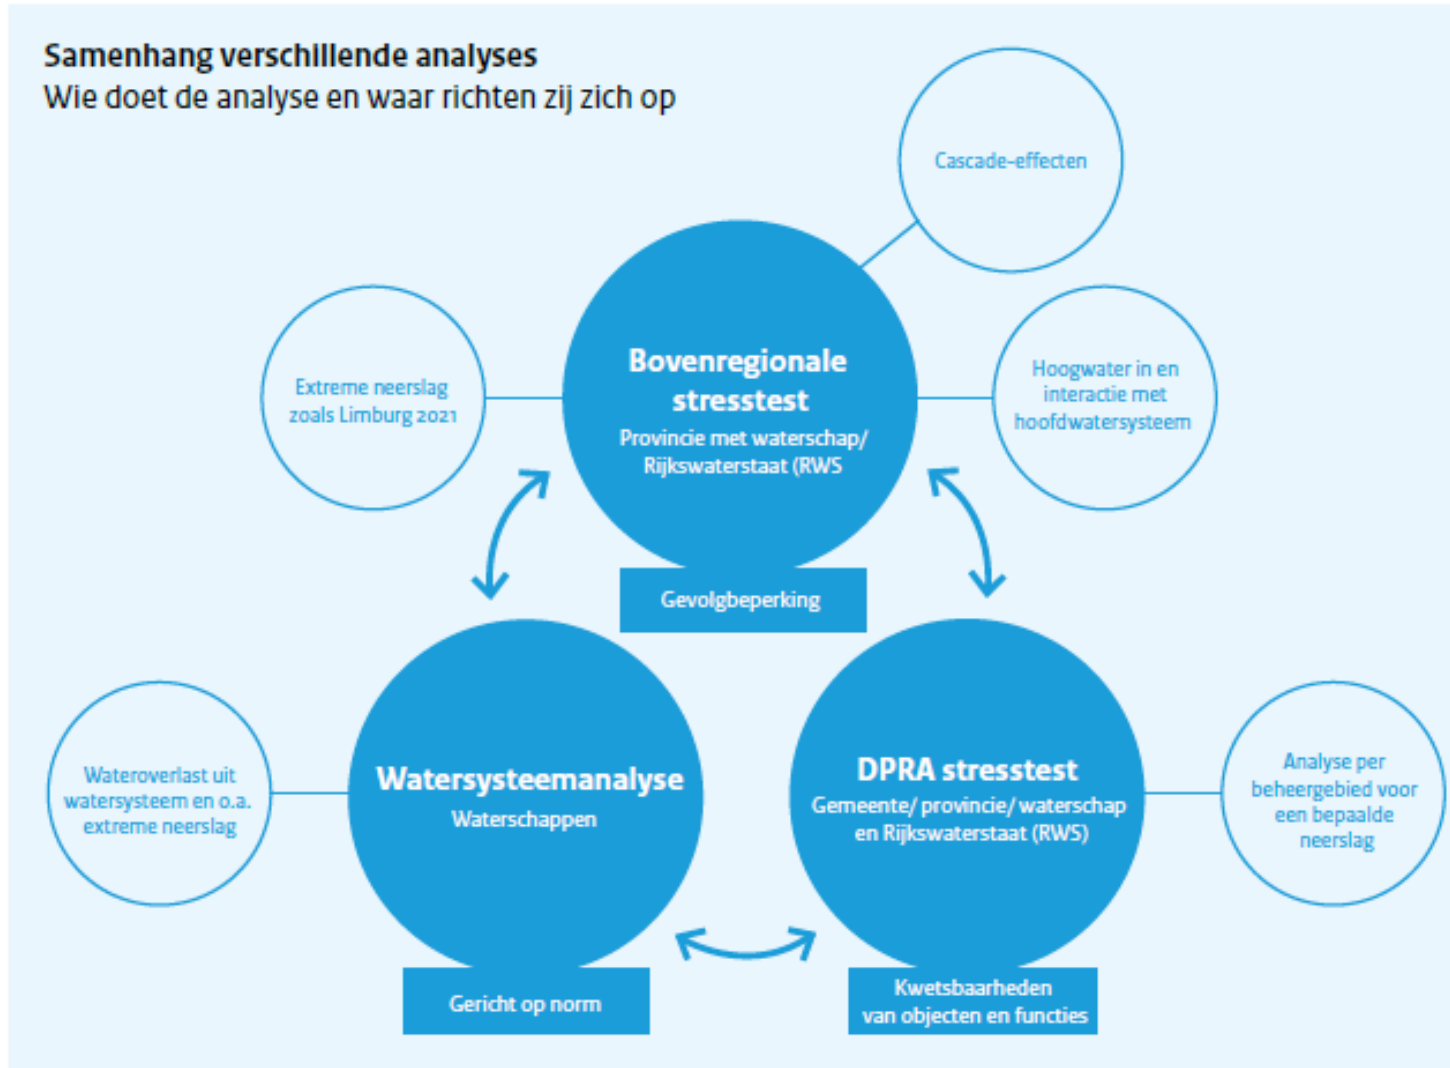 Samenhang verschillende analyses
Wie doet de analyse en waar richten zij zich op
Cascade-effecten
Bovenregionale
stresstest
Provincie met waterschap/
Rijkswaterstaat (RWS
Extreme neerslag
zoals Limburg 2021
Hoogwater in en
interactie met
hoofdwatersysteem
Gevolgbeperking
Wateroverlast uit
watersysteem en o.a.
extreme neerslag
Watersysteemanalyse
Waterschappen
DPRA stresstest
Gemeente/ provincie/ waterschap
en Rijkswaterstaat (RWS)
Analyse per
beheergebied voor
een bepaalde
neerslag
Gericht op norm
Kwetsbaarheden
van objecten en functies